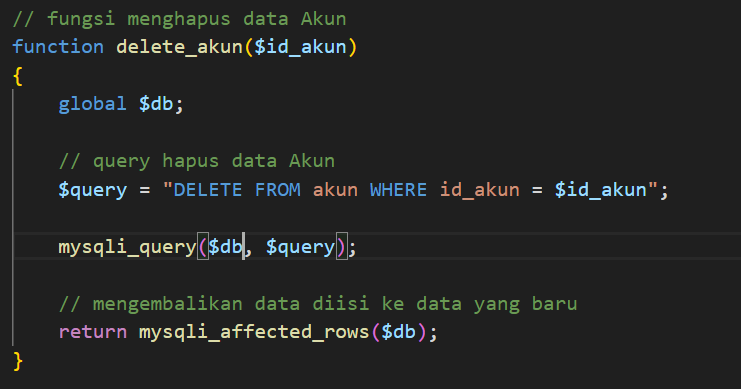 // fungsi menghapus data Akun
function delete_akun($id_akun)
{
    global $db;

    // query hapus data Akun
    $query = "DELETE FROM akun WHERE id_akun = $id_akun";

    mysqli_query($db, $query);

    // mengembalikan data diisi ke data yang baru
    return mysqli_affected_rows($db);
}